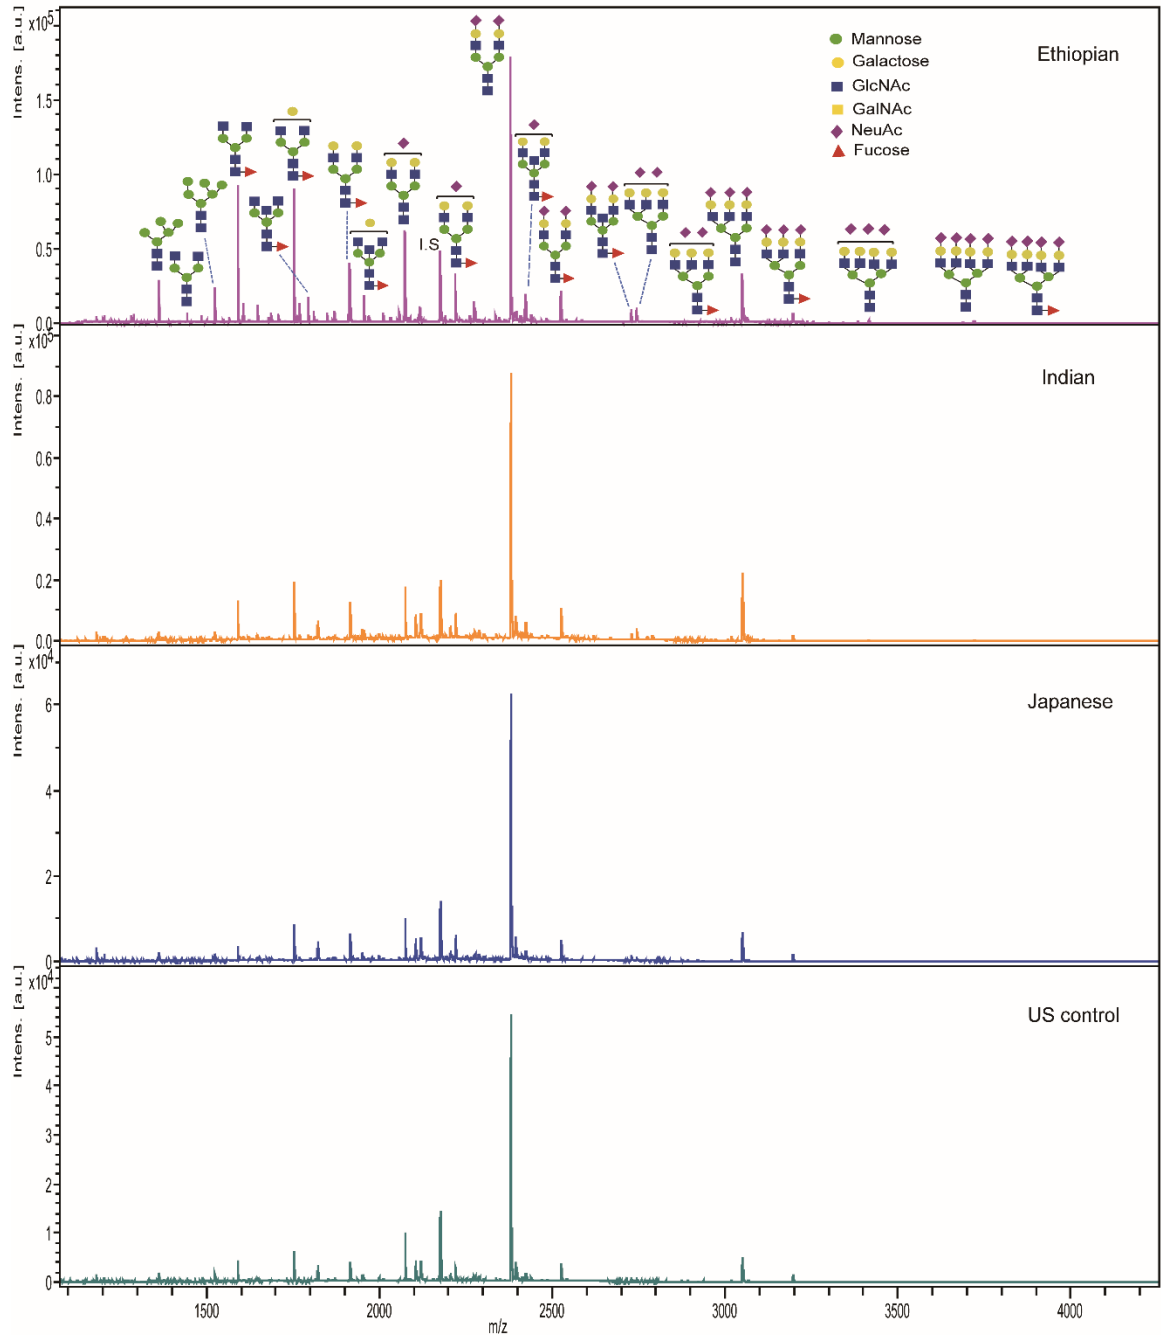 x10⁵
Intens. [a.u.]
1.5
1.0
0.5
0.0
Mannose
Galactose
GlcNAc
GalNAc
NeuAc
Fucose
Ethiopian
I.S
x10⁵
Intens. [a.u.]
0.8
0.6
0.4
0.2
0.0
Indian
x10⁴
Intens. [a.u.]
6
4
2
0
Japanese
x10⁴
Intens. [a.u.]
5
4
3
2
1
0
US control
1500 2000 2500 3000 3500 4000
m/z